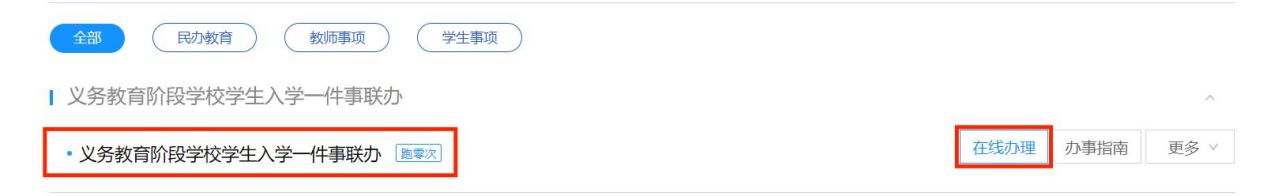 全部 民办教育 教师事项 学生事项
义务教育阶段学校学生入学一件事联办
• 义务教育阶段学校学生入学一件事联办 跑零次 在线办理 办事指南 更多